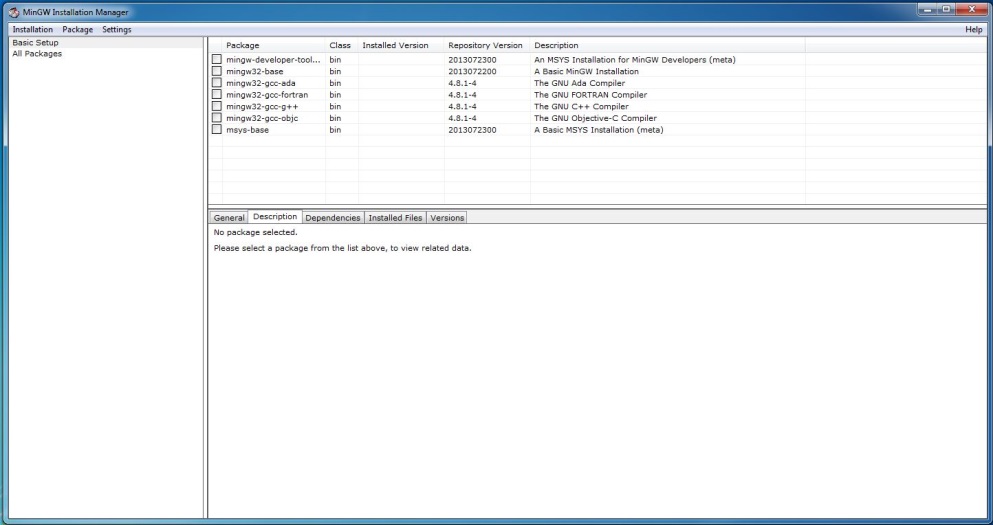 MinGW Installation Manager
Installation Package Settings Help
Basic Setup
All Packages
Package Class Installed Version Repository Version Description
mingw-developer-tool... bin 2013072300 An MSYS Installation for MinGW Developers (meta)
mingw32-base bin 2013072200 A Basic MinGW Installation
mingw32-gcc-ada bin 4.8.1-4 The GNU Ada Compiler
mingw32-gcc-fortran bin 4.8.1-4 The GNU FORTRAN Compiler
mingw32-gcc-g++ bin 4.8.1-4 The GNU C++ Compiler
mingw32-gcc-objc bin 4.8.1-4 The GNU Objective-C Compiler
msys-base bin 2013072300 A Basic MSYS Installation (meta)
General Description Dependencies Installed Files Versions
No package selected.
Please select a package from the list above, to view related data.